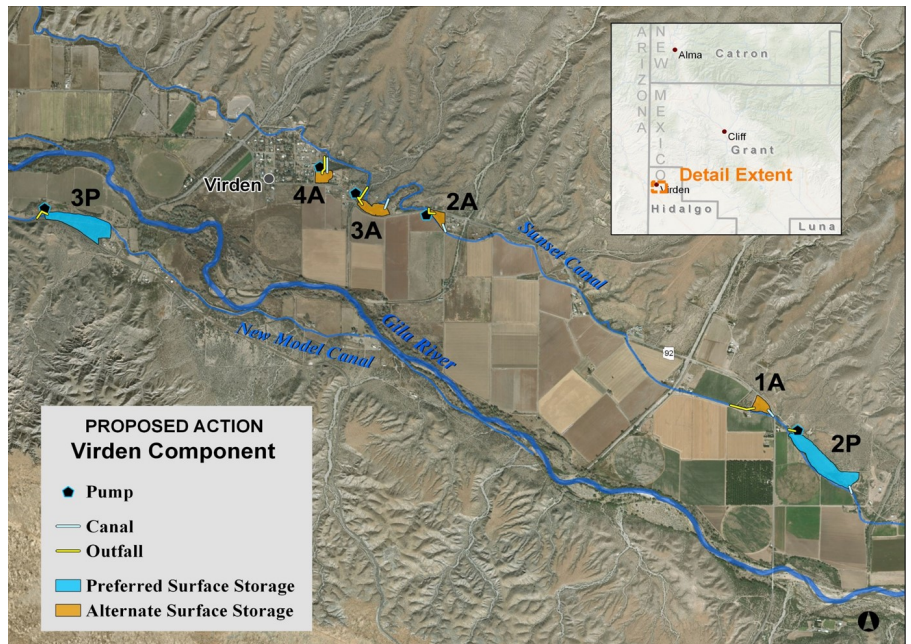 ARIZONA
NEW MEXICO
Alma
Catron
Cliff
Grant
Detail Extent
Virden
Hidalgo
Luna
Virden
4A
3P
3A
2A
Sunset Canal
Gila River
New Model Canal
92
1A
2P
PROPOSED ACTION
Virden Component
Pump
Canal
Outfall
Preferred Surface Storage
Alternate Surface Storage